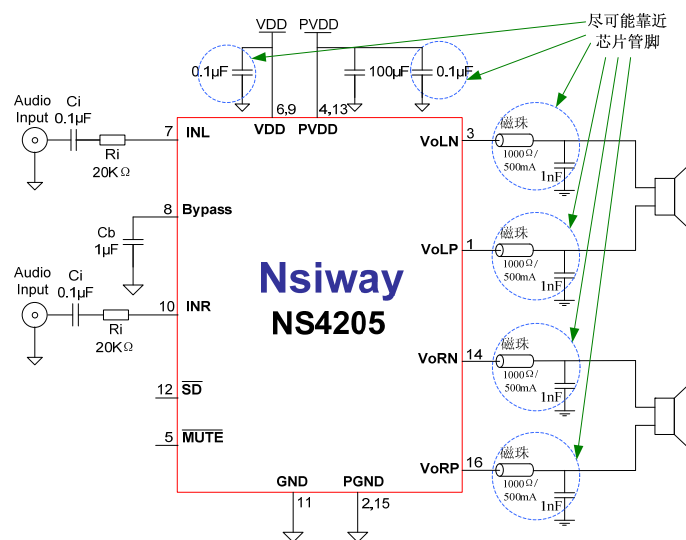 VDD PVDD
尽可能靠近
芯片管脚
0.1μF 100μF 0.1μF
6,9 4,13
VDD PVDD
Audio
Input
Ci
0.1μF
Ri
20KΩ
7 INL
8 Bypass
Cb
1μF
Audio
Input
Ci
0.1μF
Ri
20KΩ
10 INR
12 SD
5 MUTE
Nsiway
NS4205
GND PGND
11 2,15
VoLN 3
磁珠
1000Ω/
500mA
1nF
VoLP 1
磁珠
1000Ω/
500mA
1nF
VoRN 14
磁珠
1000Ω/
500mA
1nF
VoRP 16
磁珠
1000Ω/
500mA
1nF